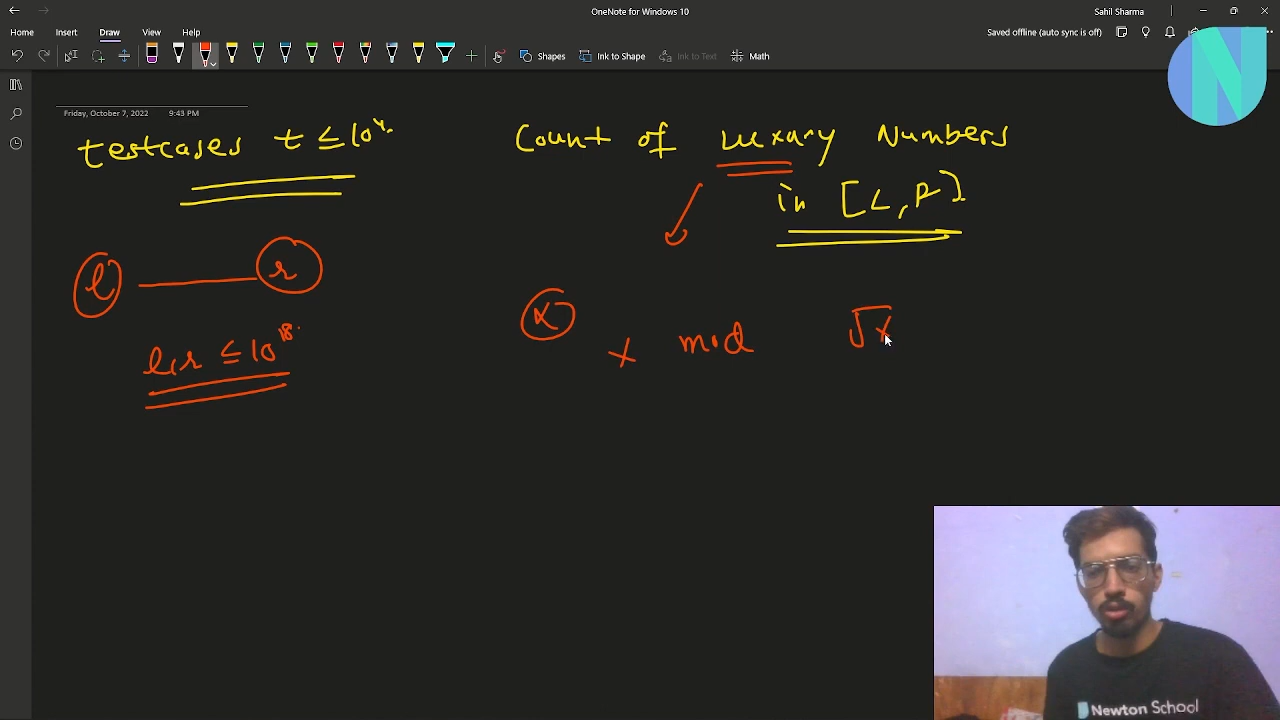 OneNote for Windows 10
Sahil Sharma
Home Insert Draw View Help
Saved offline (auto sync is off)
Shapes Ink to Shape Ink to Text Math
Friday, October 7, 2022 9:43 PM
testcases t ≤ 10⁴.
Count of luxary Numbers
in [L, R]
l r
l, r ≤ 10¹⁸.
x
x mod √x
Newton School